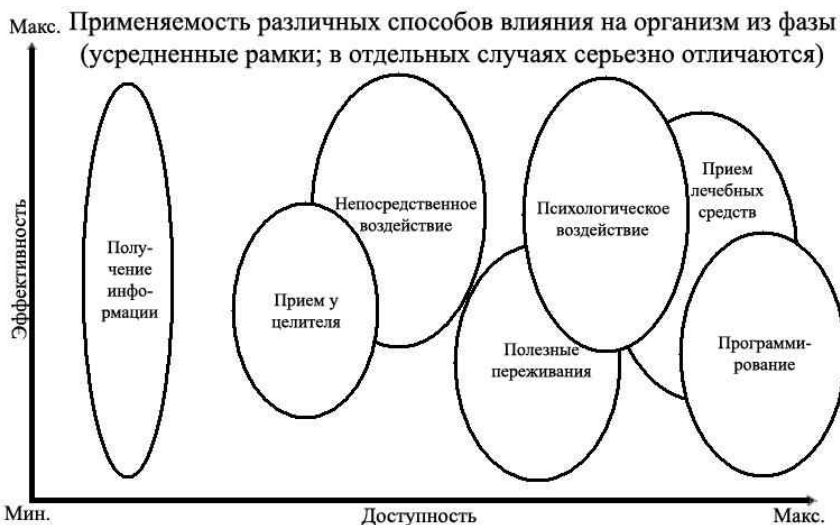 Макс.
Применяемость различных способов влияния на организм из фазы
(усредненные рамки; в отдельных случаях серьезно отличаются)
Эффективность
Полу-
чение
инфо-
рмации
Прием у
целителя
Непосредственное
воздействие
Полезные
переживания
Психологическое
воздействие
Прием
лечебных
средств
Программи-
рование
Мин.
Доступность
Макс.